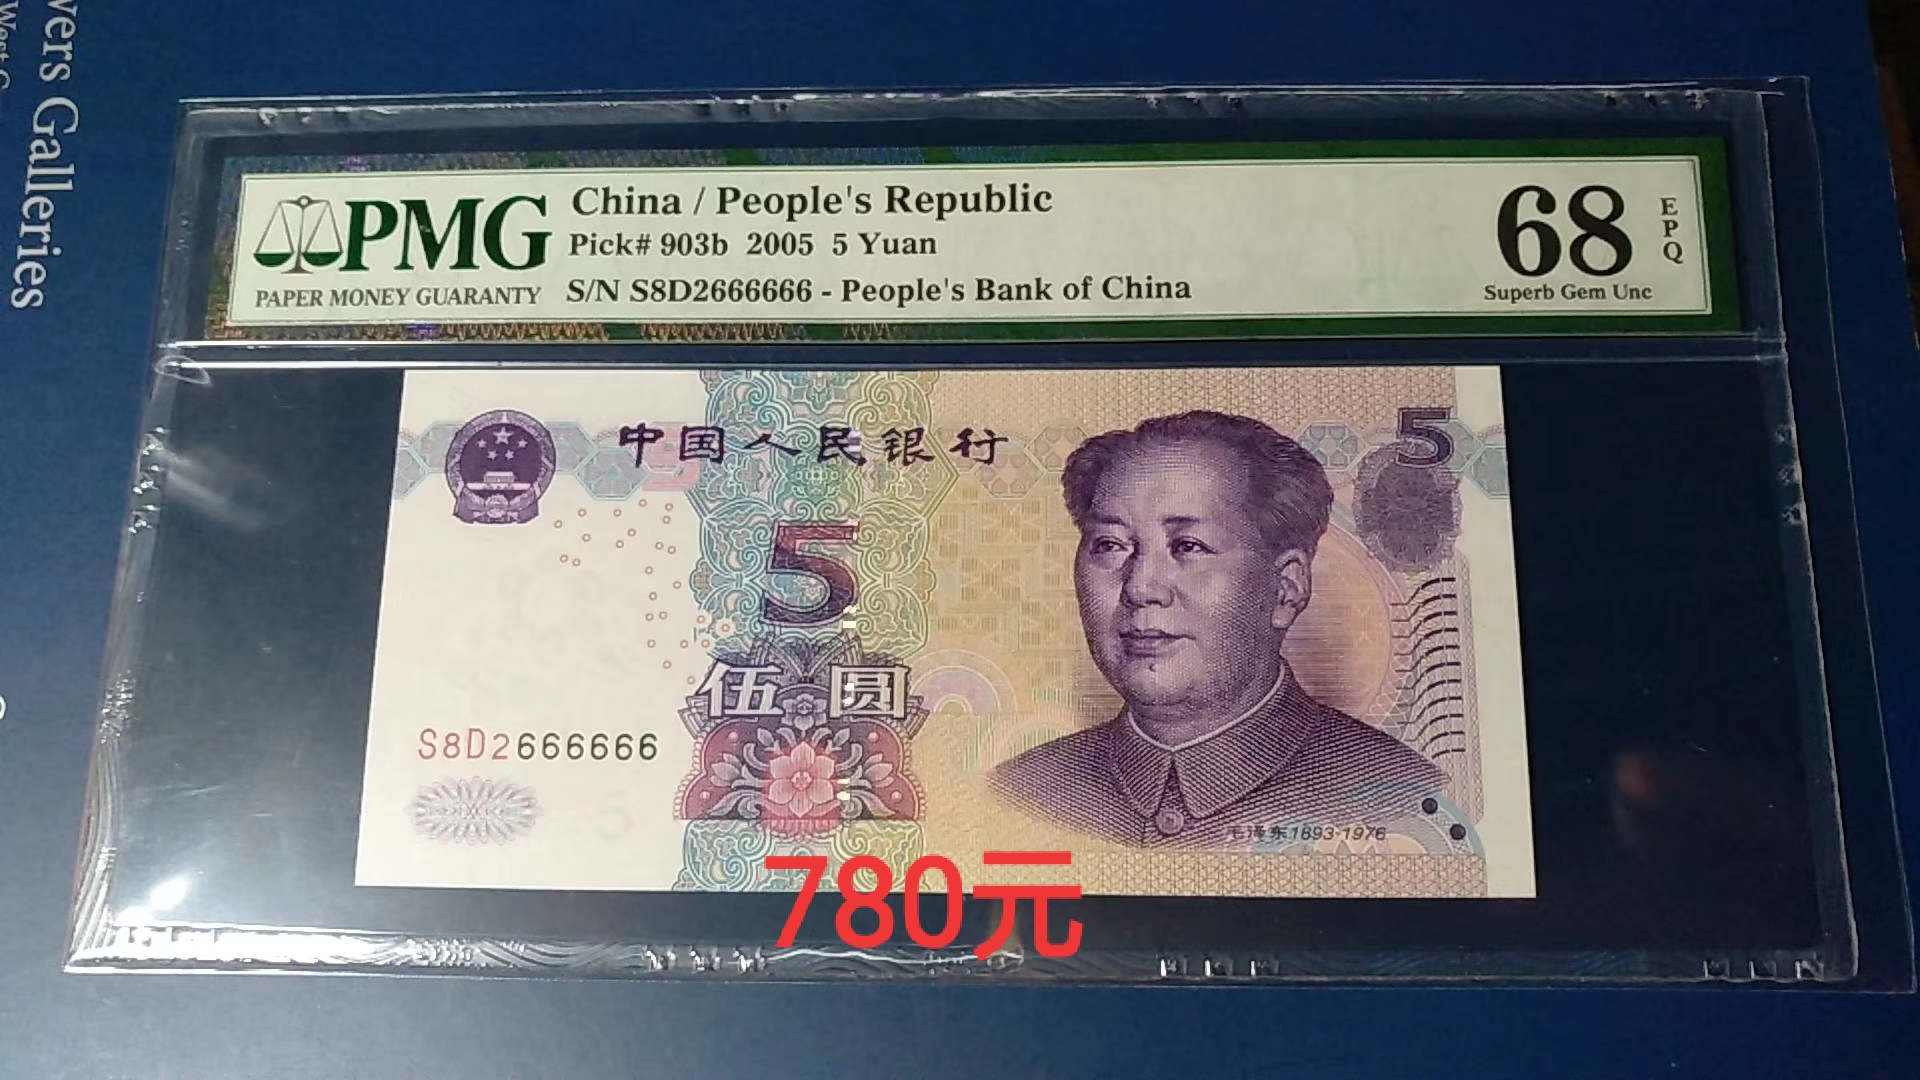 vers Galleries
PMG
PAPER MONEY GUARANTY
China / People's Republic
Pick# 903b 2005 5 Yuan
S/N S8D2666666 - People's Bank of China
68
EPQ
Superb Gem Unc
中国人民银行
5
5
伍圆
S8D2666666
毛泽东1893-1976
780元